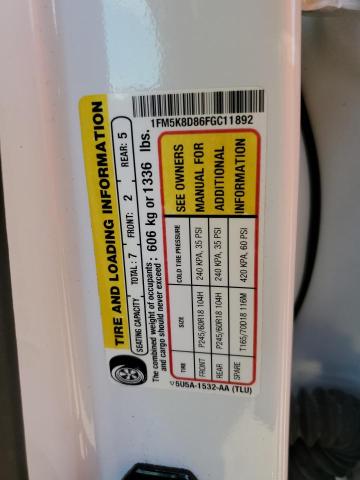 1FM5K8D86FGC11892
TIRE AND LOADING INFORMATION
SEATING CAPACITY TOTAL: 7 FRONT: 2 REAR: 5
The combined weight of occupants
and cargo should never exceed : 606 kg or 1336 lbs.
TIRE SIZE COLD TIRE PRESSURE
FRONT P245/60R18 104H 240 KPA, 35 PSI
REAR P245/60R18 104H 240 KPA, 35 PSI
SPARE T165/70D18 116M 420 KPA, 60 PSI
SEE OWNERS
MANUAL FOR
ADDITIONAL
INFORMATION
5U5A-1532-AA (TLU)